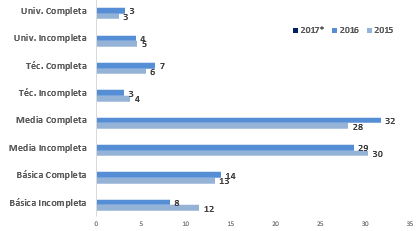 Univ. Completa 3
3
2017* 2016 2015
Univ. Incompleta 4
5
Téc. Completa 7
6
Téc. Incompleta 3
4
Media Completa 32
28
Media Incompleta 29
30
Básica Completa 14
13
Básica Incompleta 8
12
0 5 10 15 20 25 30 35